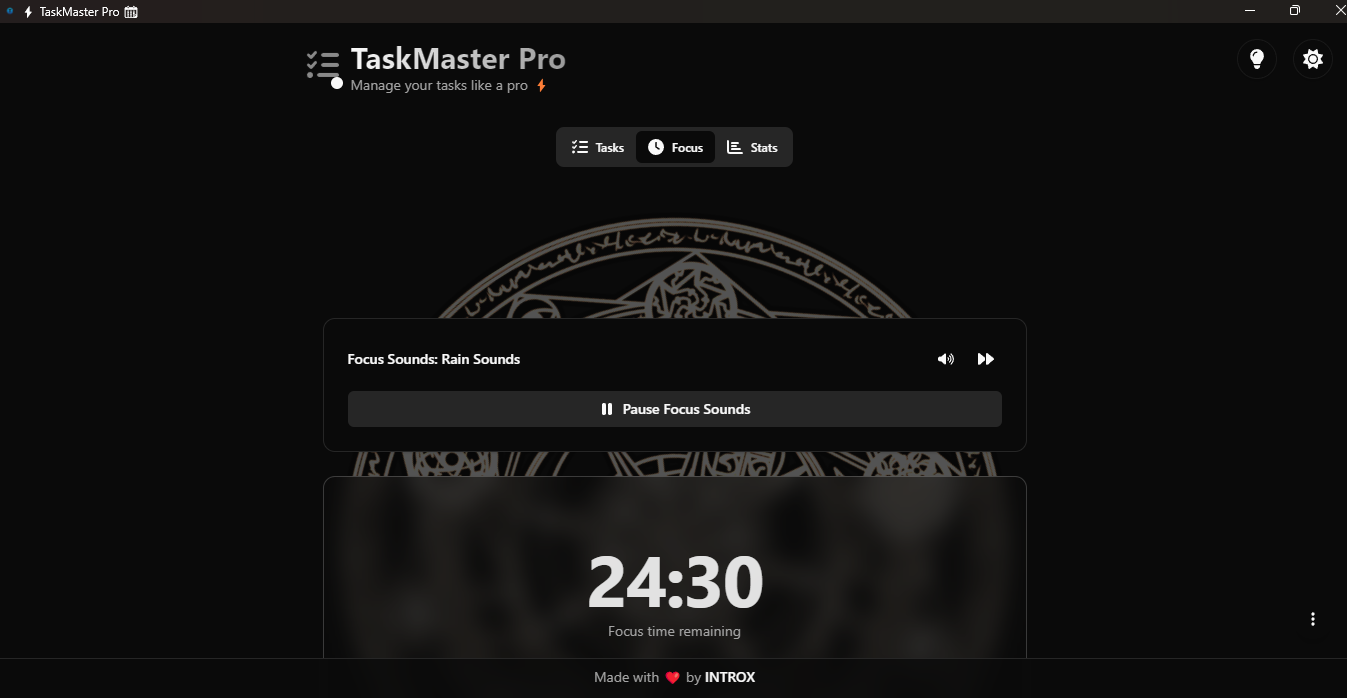 TaskMaster Pro
TaskMaster Pro
Manage your tasks like a pro
Tasks
Focus
Stats
Focus Sounds: Rain Sounds
Pause Focus Sounds
24:30
Focus time remaining
Made with ❤️ by INTROX